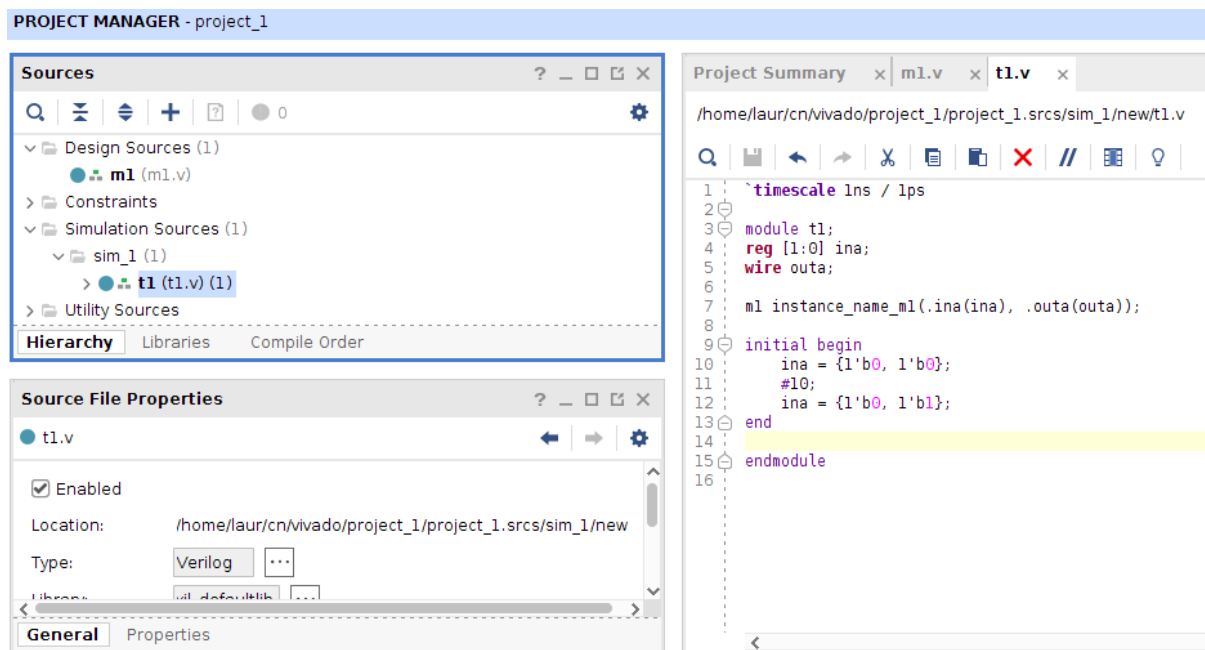 PROJECT MANAGER - project_1
Sources
? _
0
Design Sources (1)
m1 (m1.v)
Constraints
Simulation Sources (1)
sim_1 (1)
t1 (t1.v) (1)
Utility Sources
Hierarchy Libraries Compile Order
Source File Properties
? _
t1.v
Enabled
Location: /home/laur/cn/vivado/project_1/project_1.srcs/sim_1/new
Type: Verilog ...
Library: xil_defaultlib ...
General Properties
Project Summary x m1.v x t1.v x
/home/laur/cn/vivado/project_1/project_1.srcs/sim_1/new/t1.v
1 `timescale 1ns / 1ps
2
3 module t1;
4 reg [1:0] ina;
5 wire outa;
6
7 m1 instance_name_m1(.ina(ina), .outa(outa));
8
9 initial begin
10 ina = {1'b0, 1'b0};
11 #10;
12 ina = {1'b0, 1'b1};
13 end
14
15 endmodule
16